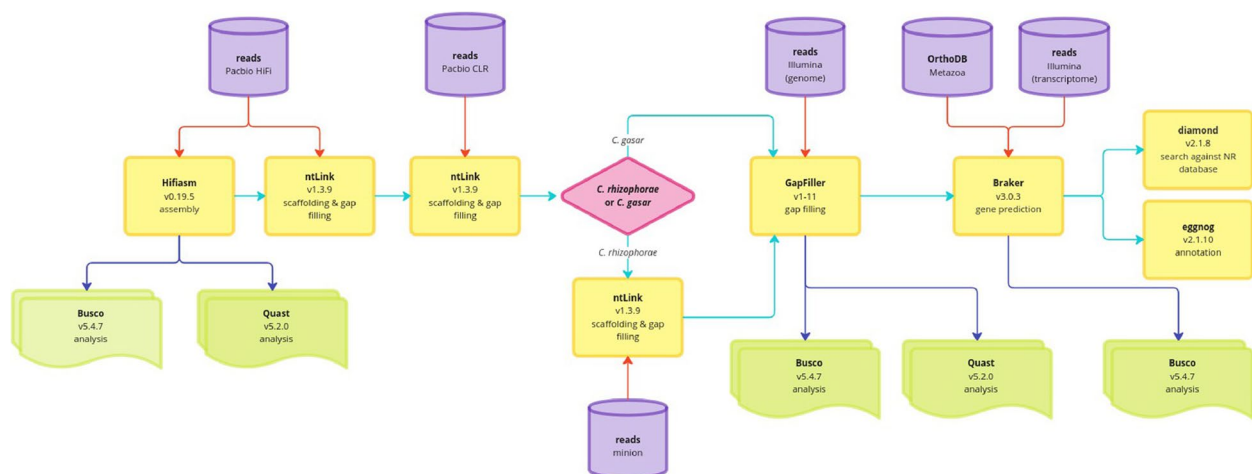 reads
Pacbio HiFi
reads
Pacbio CLR
reads
Illumina
(genome)
OrthoDB
Metazoa
reads
Illumina
(transcriptome)
Hifiasm
v0.19.5
assembly
ntLink
v1.3.9
scaffolding & gap
filling
ntLink
v1.3.9
scaffolding & gap
filling
C. gasar
C. rhizophorae
or C. gasar
C. rhizophorae
GapFiller
v1-11
gap filling
Braker
v3.0.3
gene prediction
diamond
v2.1.8
search against NR
database
eggnog
v2.1.10
annotation
Busco
v5.4.7
analysis
Quast
v5.2.0
analysis
ntLink
v1.3.9
scaffolding & gap
filling
reads
minion
Busco
v5.4.7
analysis
Quast
v5.2.0
analysis
Busco
v5.4.7
analysis